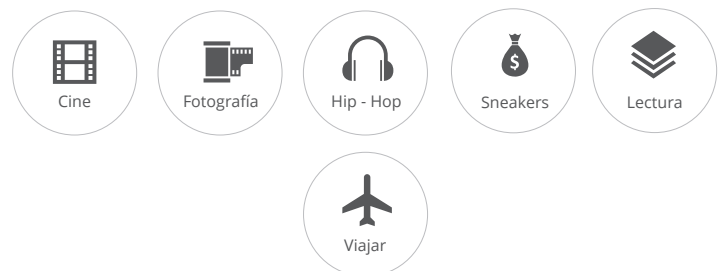 Cine
Fotografía
Hip - Hop
Sneakers
Lectura
$
Viajar